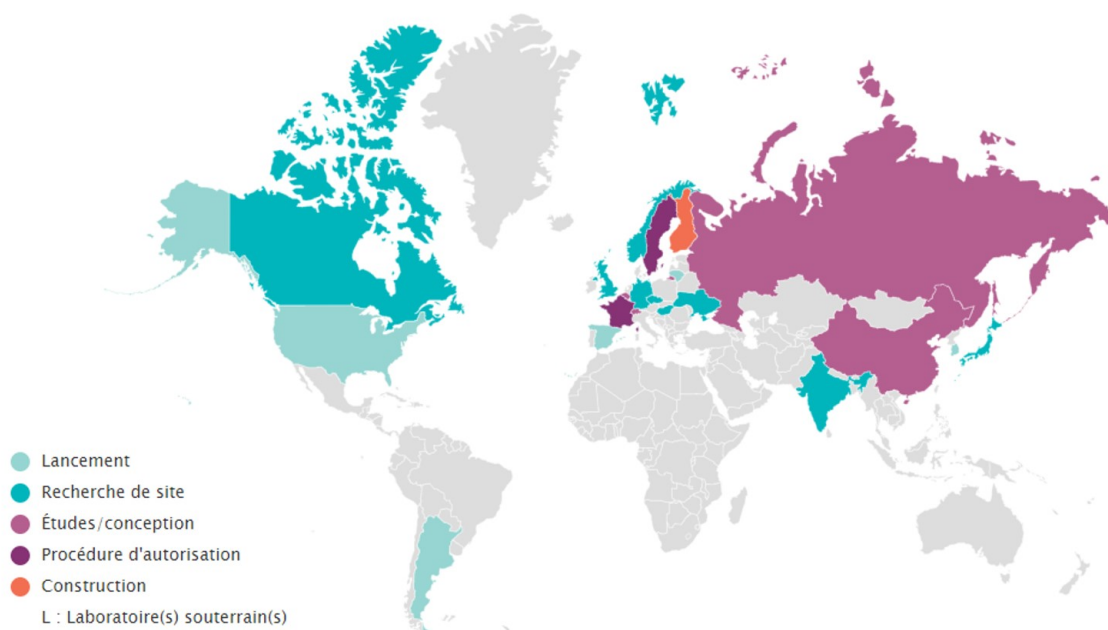 Lancement
Recherche de site
Études/conception
Procédure d'autorisation
Construction
L : Laboratoire(s) souterrain(s)